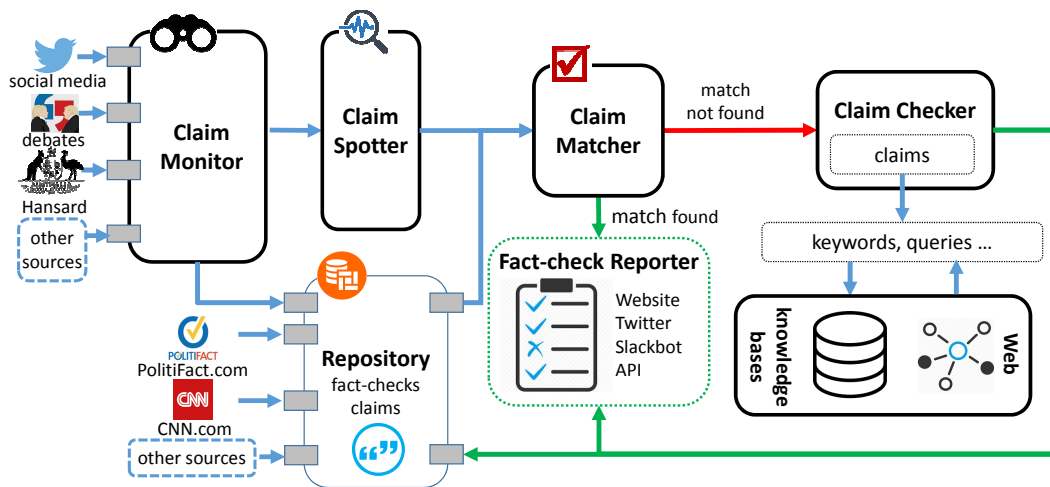 social media
debates
AUSTRALIA
Hansard
other
sources
Claim
Monitor
Claim
Spotter
Claim
Matcher
match
not found
Claim Checker
claims
keywords, queries ...
knowledge
bases
Web
match found
Fact-check Reporter
Website
Twitter
Slackbot
API
POLITIFACT
PolitiFact.com
CNN
CNN.com
other sources
Repository
fact-checks
claims